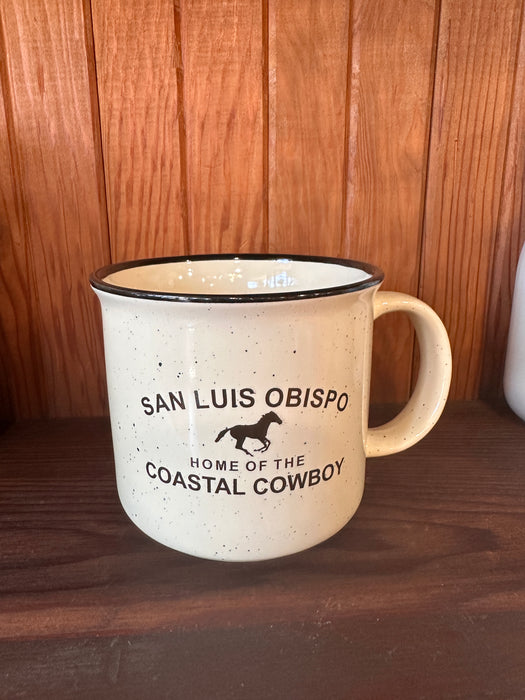 SAN LUIS OBISPO
HOME OF THE
COASTAL COWBOY